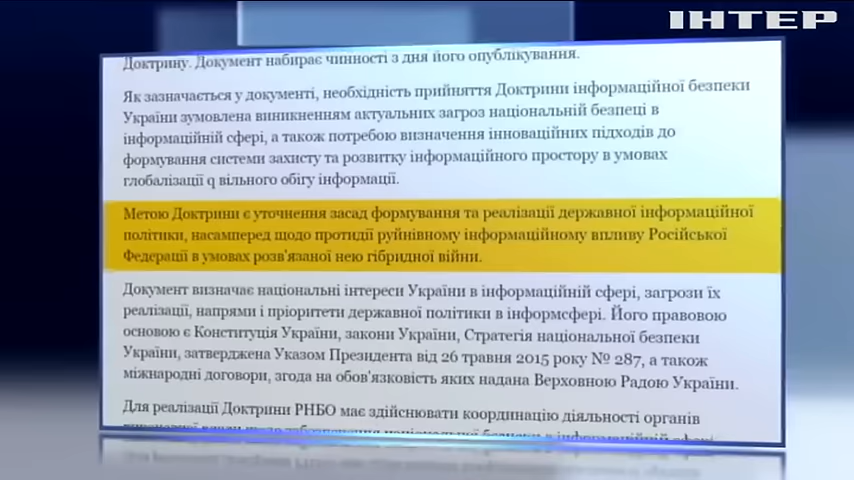 ІНТЕР
Доктрину. Документ набирає чинності з дня його опублікування.
Як зазначається у документі, необхідність прийняття Доктрини інформаційної безпеки
України зумовлена виникненням актуальних загроз національній безпеці в
інформаційній сфері, а також потребою визначення інноваційних підходів до
формування системи захисту та розвитку інформаційного простору в умовах
глобалізації q вільного обігу інформації.
Метою Доктрини є уточнення засад формування та реалізації державної інформаційної
політики, насамперед щодо протидії руйнівному інформаційному впливу Російської
Федерації в умовах розв'язаної нею гібридної війни.
Документ визначає національні інтереси України в інформаційній сфері, загрози їх
реалізації, напрями і пріоритети державної політики в інформсфері. Його правовою
основою є Конституція України, закони України, Стратегія національної безпеки
України, затверджена Указом Президента від 26 травня 2015 року № 287, а також
міжнародні договори, згода на обов'язковість яких надана Верховною Радою України.
Для реалізації Доктрини РНБО має здійснювати координацію діяльності органів